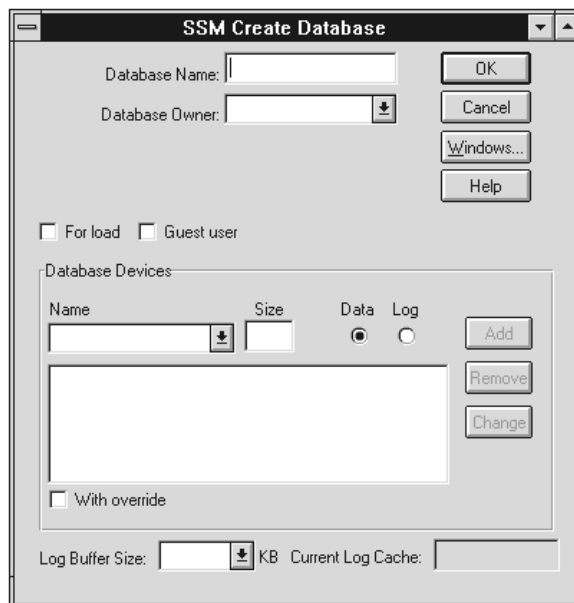 SSM Create Database
Database Name:
OK
Database Owner:
Cancel
Windows...
Help
For load Guest user
Database Devices
Name Size Data Log
Add
Remove
Change
With override
Log Buffer Size: KB Current Log Cache: